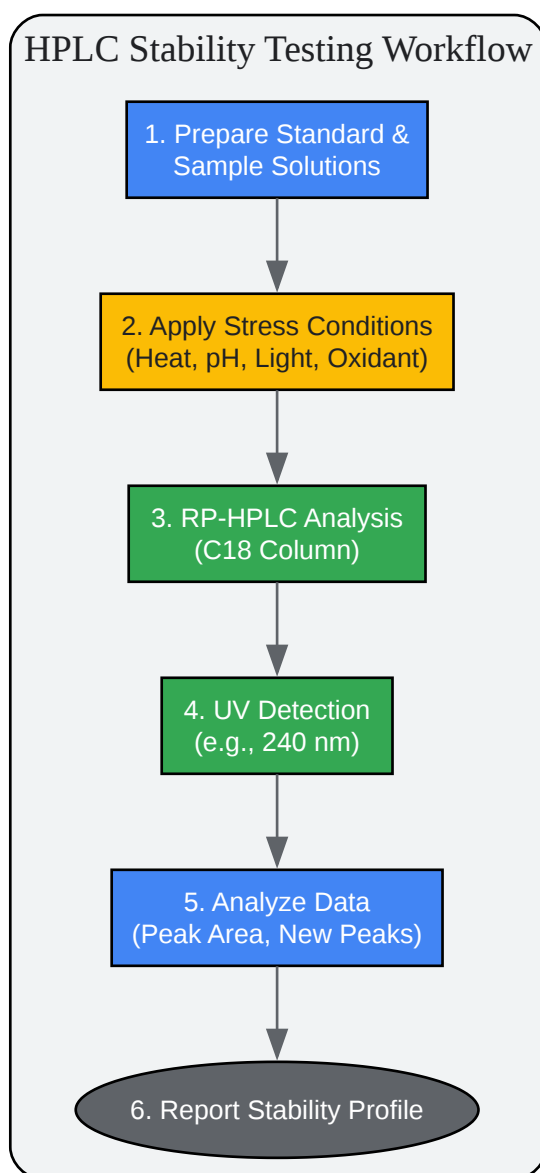 HPLC Stability Testing Workflow
1. Prepare Standard &
Sample Solutions
2. Apply Stress Conditions
(Heat, pH, Light, Oxidant)
3. RP-HPLC Analysis
(C18 Column)
4. UV Detection
(e.g., 240 nm)
5. Analyze Data
(Peak Area, New Peaks)
6. Report Stability Profile